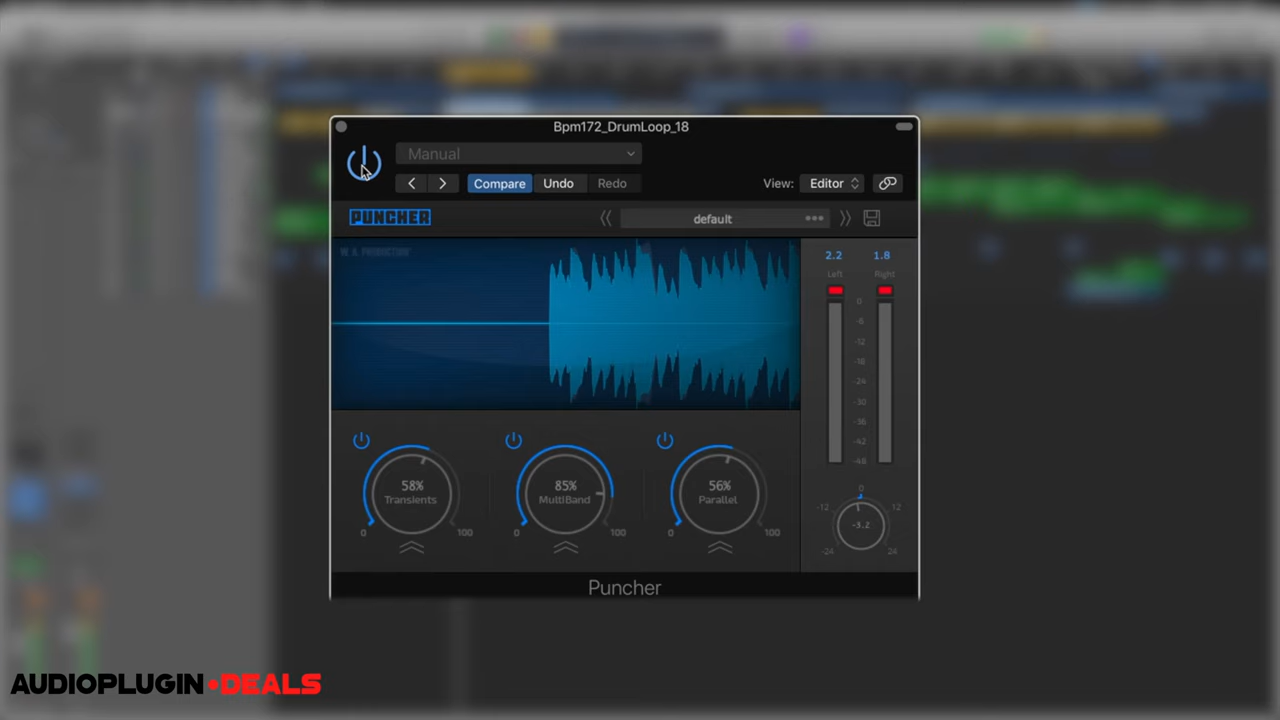 Bpm172_DrumLoop_18
Manual
Compare Undo Redo View: Editor
PUNCHER default
W. A. PRODUCTION
2.2 1.8
Left Right
0
-6
-12
-18
-24
-30
-36
-42
-48
58% 85% 56%
Transients MultiBand Parallel
0 100 0 100 0 100
0
-12 12
-3.2
-24 24
Puncher
AUDIOPLUGIN•DEALS